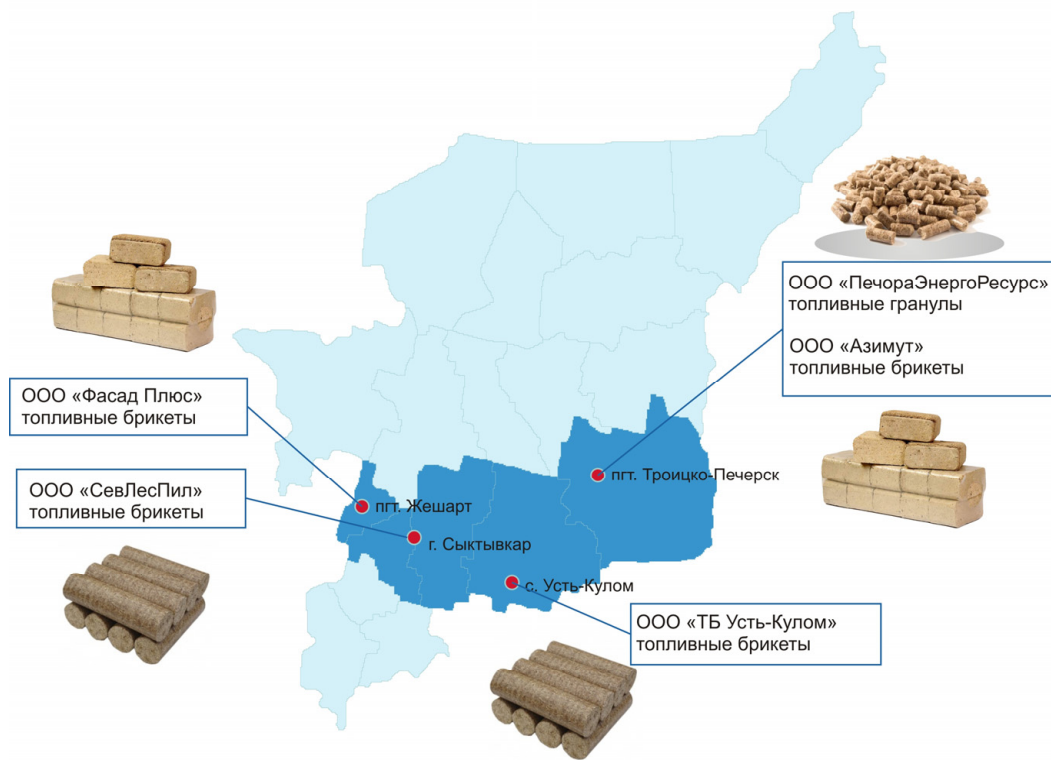 ООО «ПечораЭнергоРесурс»
топливные гранулы
ООО «Азимут»
топливные брикеты
ООО «Фасад Плюс»
топливные брикеты
пгт. Троицко-Печерск
ООО «СевЛесПил»
топливные брикеты
пгт. Жешарт
г. Сыктывкар
с. Усть-Кулом
ООО «ТБ Усть-Кулом»
топливные брикеты